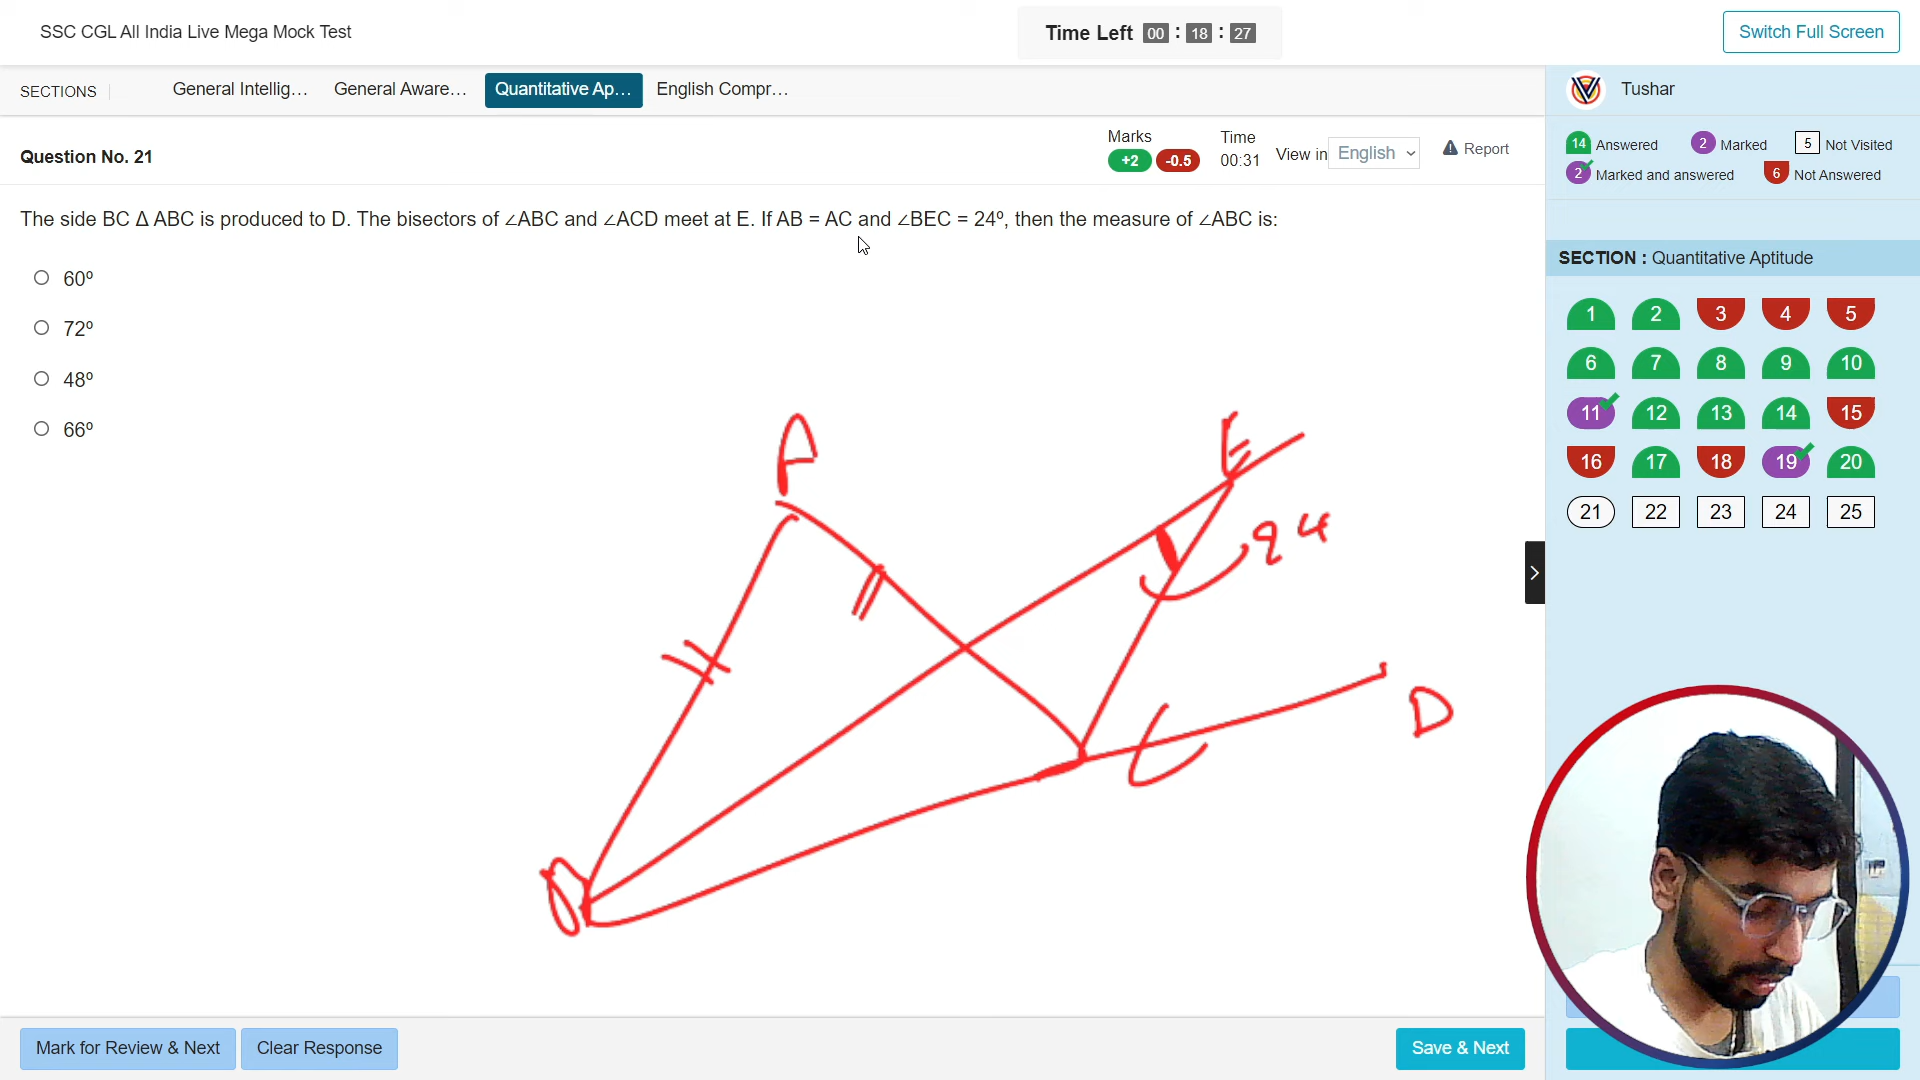 SSC CGL All India Live Mega Mock Test
Time Left 00 : 18 : 27
Switch Full Screen
SECTIONS
General Intellig...
General Aware...
Quantitative Ap...
English Compr...
Tushar
Question No. 21
Marks
+2 -0.5
Time
00:31
View in English
Report
14 Answered
2 Marked
5 Not Visited
2 Marked and answered
6 Not Answered
The side BC Δ ABC is produced to D. The bisectors of ∠ABC and ∠ACD meet at E. If AB = AC and ∠BEC = 24º, then the measure of ∠ABC is:
60º
72º
48º
66º
SECTION : Quantitative Aptitude
1 2 3 4 5
6 7 8 9 10
11 12 13 14 15
16 17 18 19 20
21 22 23 24 25
A
E
24
D
C
B
Mark for Review & Next
Clear Response
Save & Next